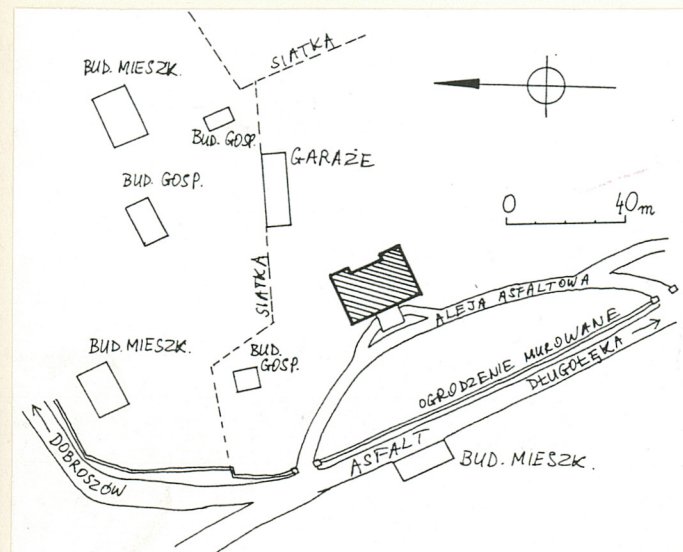 SIATKA
BUD. MIESZK.
BUD. GOSP.
GARAŻE
BUD. GOSP.
0 40m
SIATKA
ALEJA ASFALTOWA
BUD. MIESZK.
BUD.
GOSP.
OGRODZENIE MUROWANE
DŁUGOŁĘKA
ASFALT
DOBROSZÓW
BUD. MIESZK.